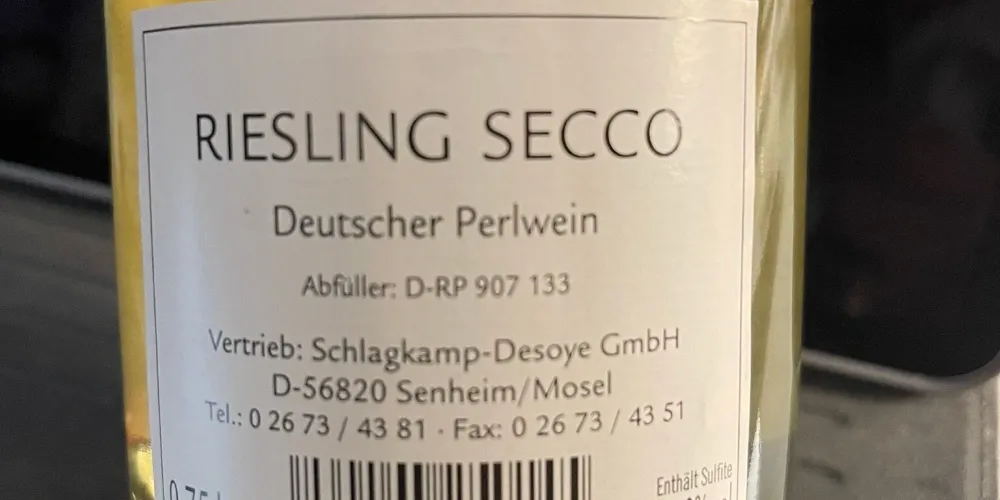 RIESLING SECCO
Deutscher Perlwein
Abfüller: D-RP 907 133
Vertrieb: Schlagkamp-Desoye GmbH
D-56820 Senheim/Mosel
Tel.: 0 26 73 / 43 81 · Fax: 0 26 73 / 43 51
Enthält Sulfite